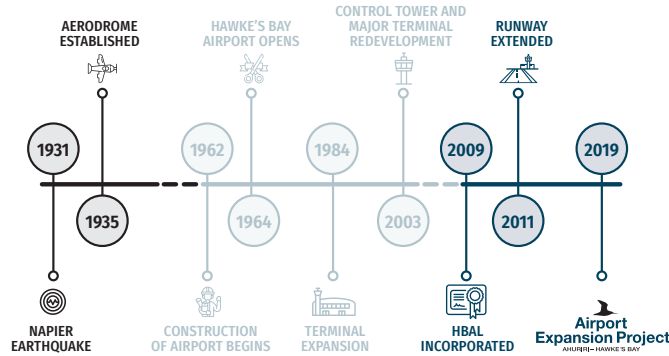 AERODROME
ESTABLISHED
HAWKE'S BAY
AIRPORT OPENS
CONTROL TOWER AND
MAJOR TERMINAL
REDEVELOPMENT
RUNWAY
EXTENDED
1931
1962
1984
2009
2019
1935
1964
2003
2011
NAPIER
EARTHQUAKE
CONSTRUCTION
OF AIRPORT BEGINS
TERMINAL
EXPANSION
HBAL
INCORPORATED
Airport
Expansion Project
AHURIRI – HAWKE'S BAY